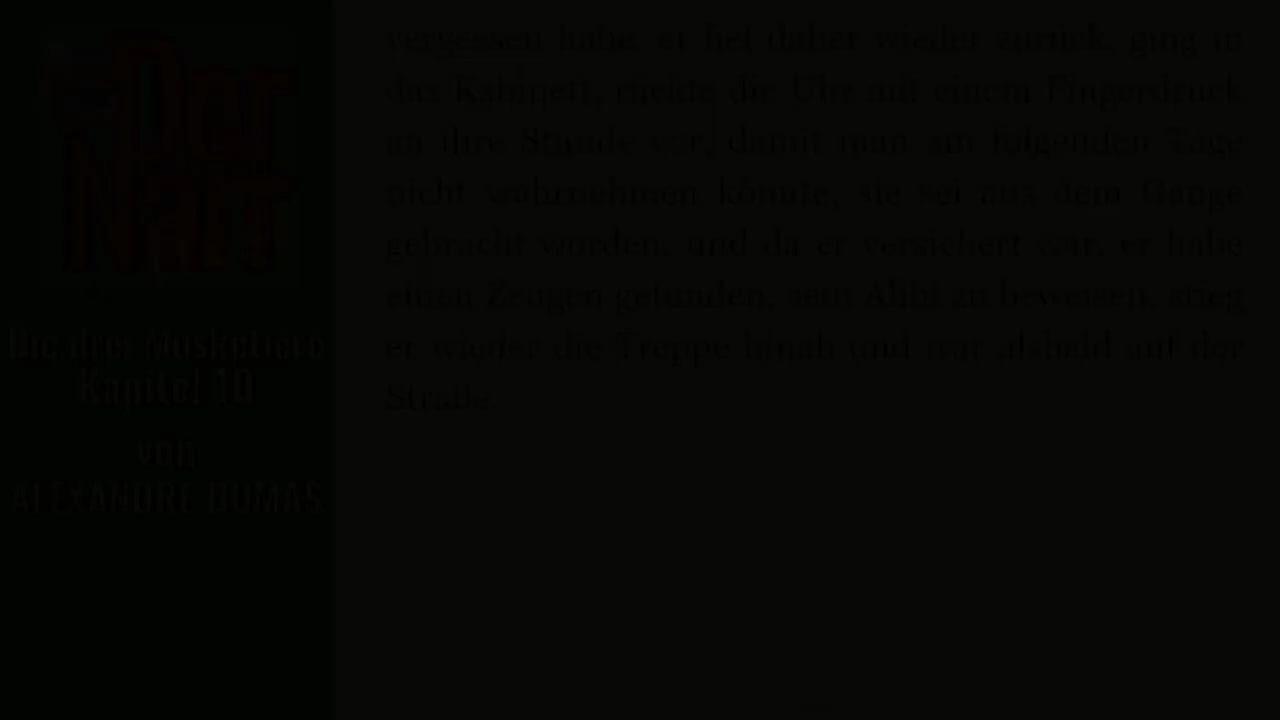 Der
Die drei Musketiere
Kapitel 10
von
ALEXANDRE DUMAS
vergessen habe, er lief daher wieder zurück, ging in
das Kabinett, rückte die Uhr mit einem Fingerdruck
an ihre Stunde vor, damit man am folgenden Tage
nicht wahrnehmen könnte, sie sei aus dem Gange
gebracht worden, und da er versichert war, er habe
einen Zeugen gefunden, sein Alibi zu beweisen, stieg
er wieder die Treppe hinab und war alsbald auf der
Straße.